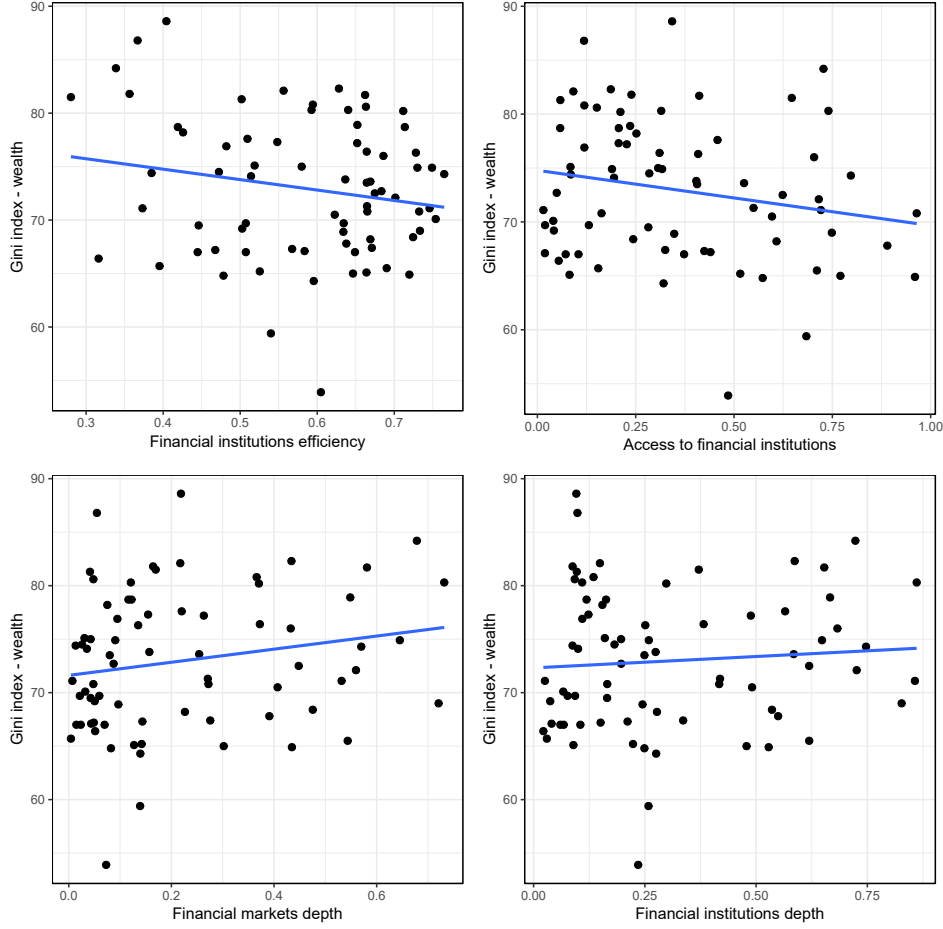 90
80
70
60
Gini index - wealth
0.3 0.4 0.5 0.6 0.7
Financial institutions efficiency
90
80
70
60
Gini index - wealth
0.00 0.25 0.50 0.75 1.00
Access to financial institutions
90
80
70
60
Gini index - wealth
0.0 0.2 0.4 0.6
Financial markets depth
90
80
70
60
Gini index - wealth
0.00 0.25 0.50 0.75
Financial institutions depth